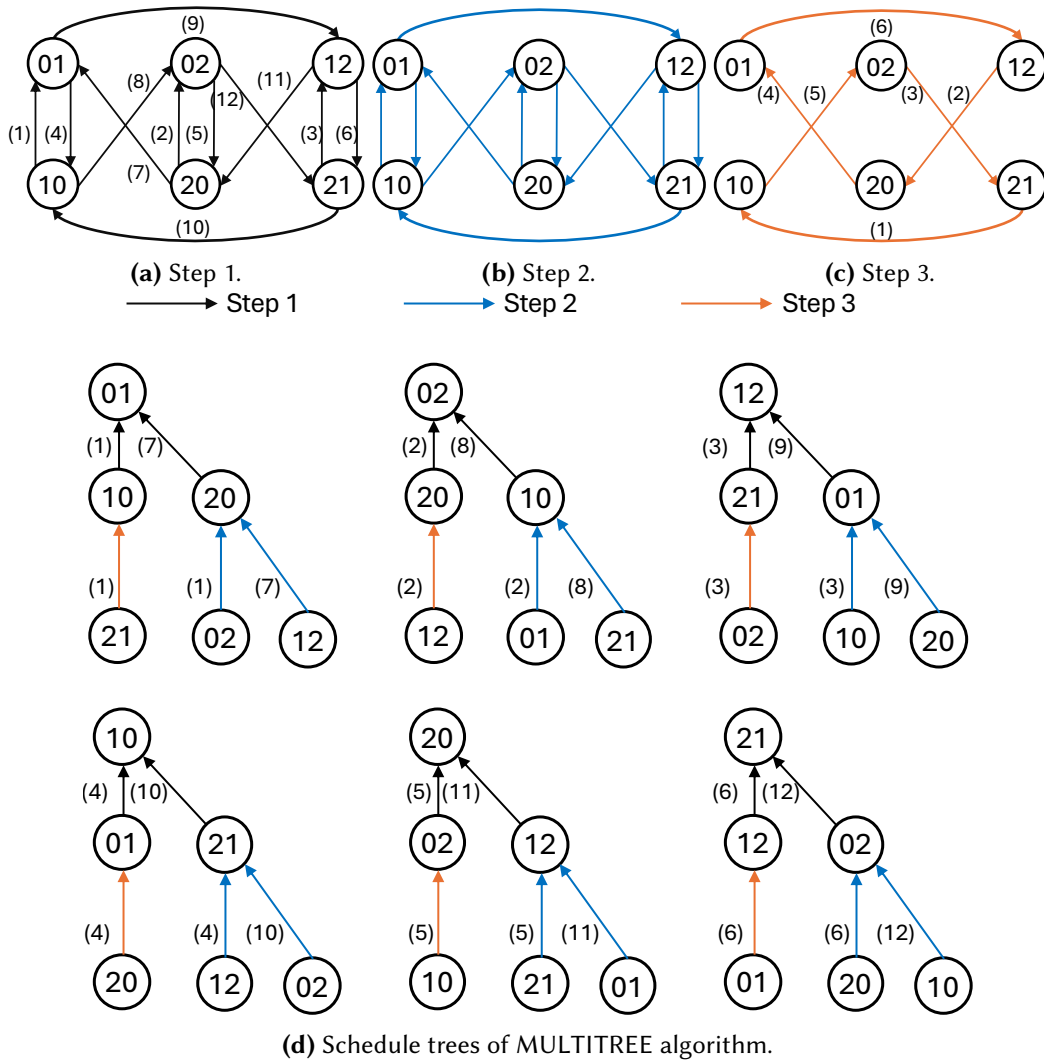 (9)
01 02 12 01 02 12 (6) 01 02 12
(8) (11) (4) (5) (3) (2)
(12)
(1) (4) (2) (5) (3) (6)
(7)
10 20 21 10 20 21 10 20 21
(10) (1)
(a) Step 1. (b) Step 2. (c) Step 3.
Step 1 Step 2 Step 3
01 02 12
(1) (7) (2) (8) (3) (9)
10 20 20 10 21 01
(1) (1) (7) (2) (2) (8) (3) (3) (9)
21 02 12 12 01 21 02 10 20
10 20 21
(4) (10) (5) (11) (6) (12)
01 21 02 12 12 02
(4) (4) (10) (5) (5) (11) (6) (6) (12)
20 12 02 10 21 01 01 20 10
(d) Schedule trees of MULTITREE algorithm.